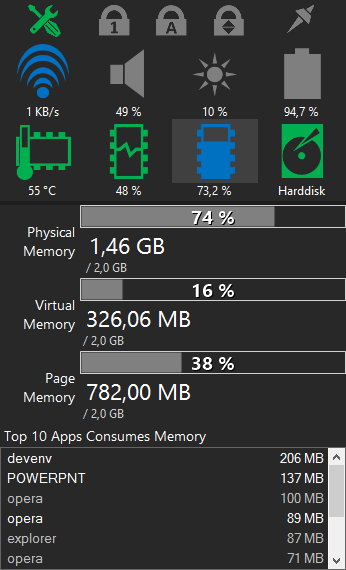 1 A
1 KB/s 49 % 10 % 94,7 %
55 °C 48 % 73,2 % Harddisk
74 %
Physical
Memory
1,46 GB
/ 2,0 GB
16 %
Virtual
Memory
326,06 MB
/ 2,0 GB
38 %
Page
Memory
782,00 MB
/ 2,0 GB
Top 10 Apps Consumes Memory
devenv 206 MB
POWERPNT 137 MB
opera 100 MB
opera 89 MB
explorer 87 MB
opera 71 MB